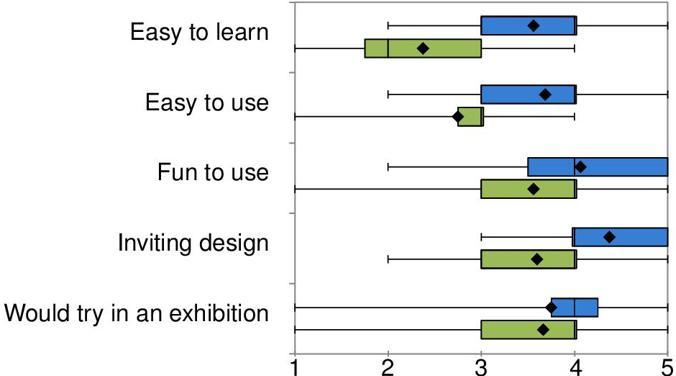 Easy to learn
Easy to use
Fun to use
Inviting design
Would try in an exhibition
1 2 3 4 5